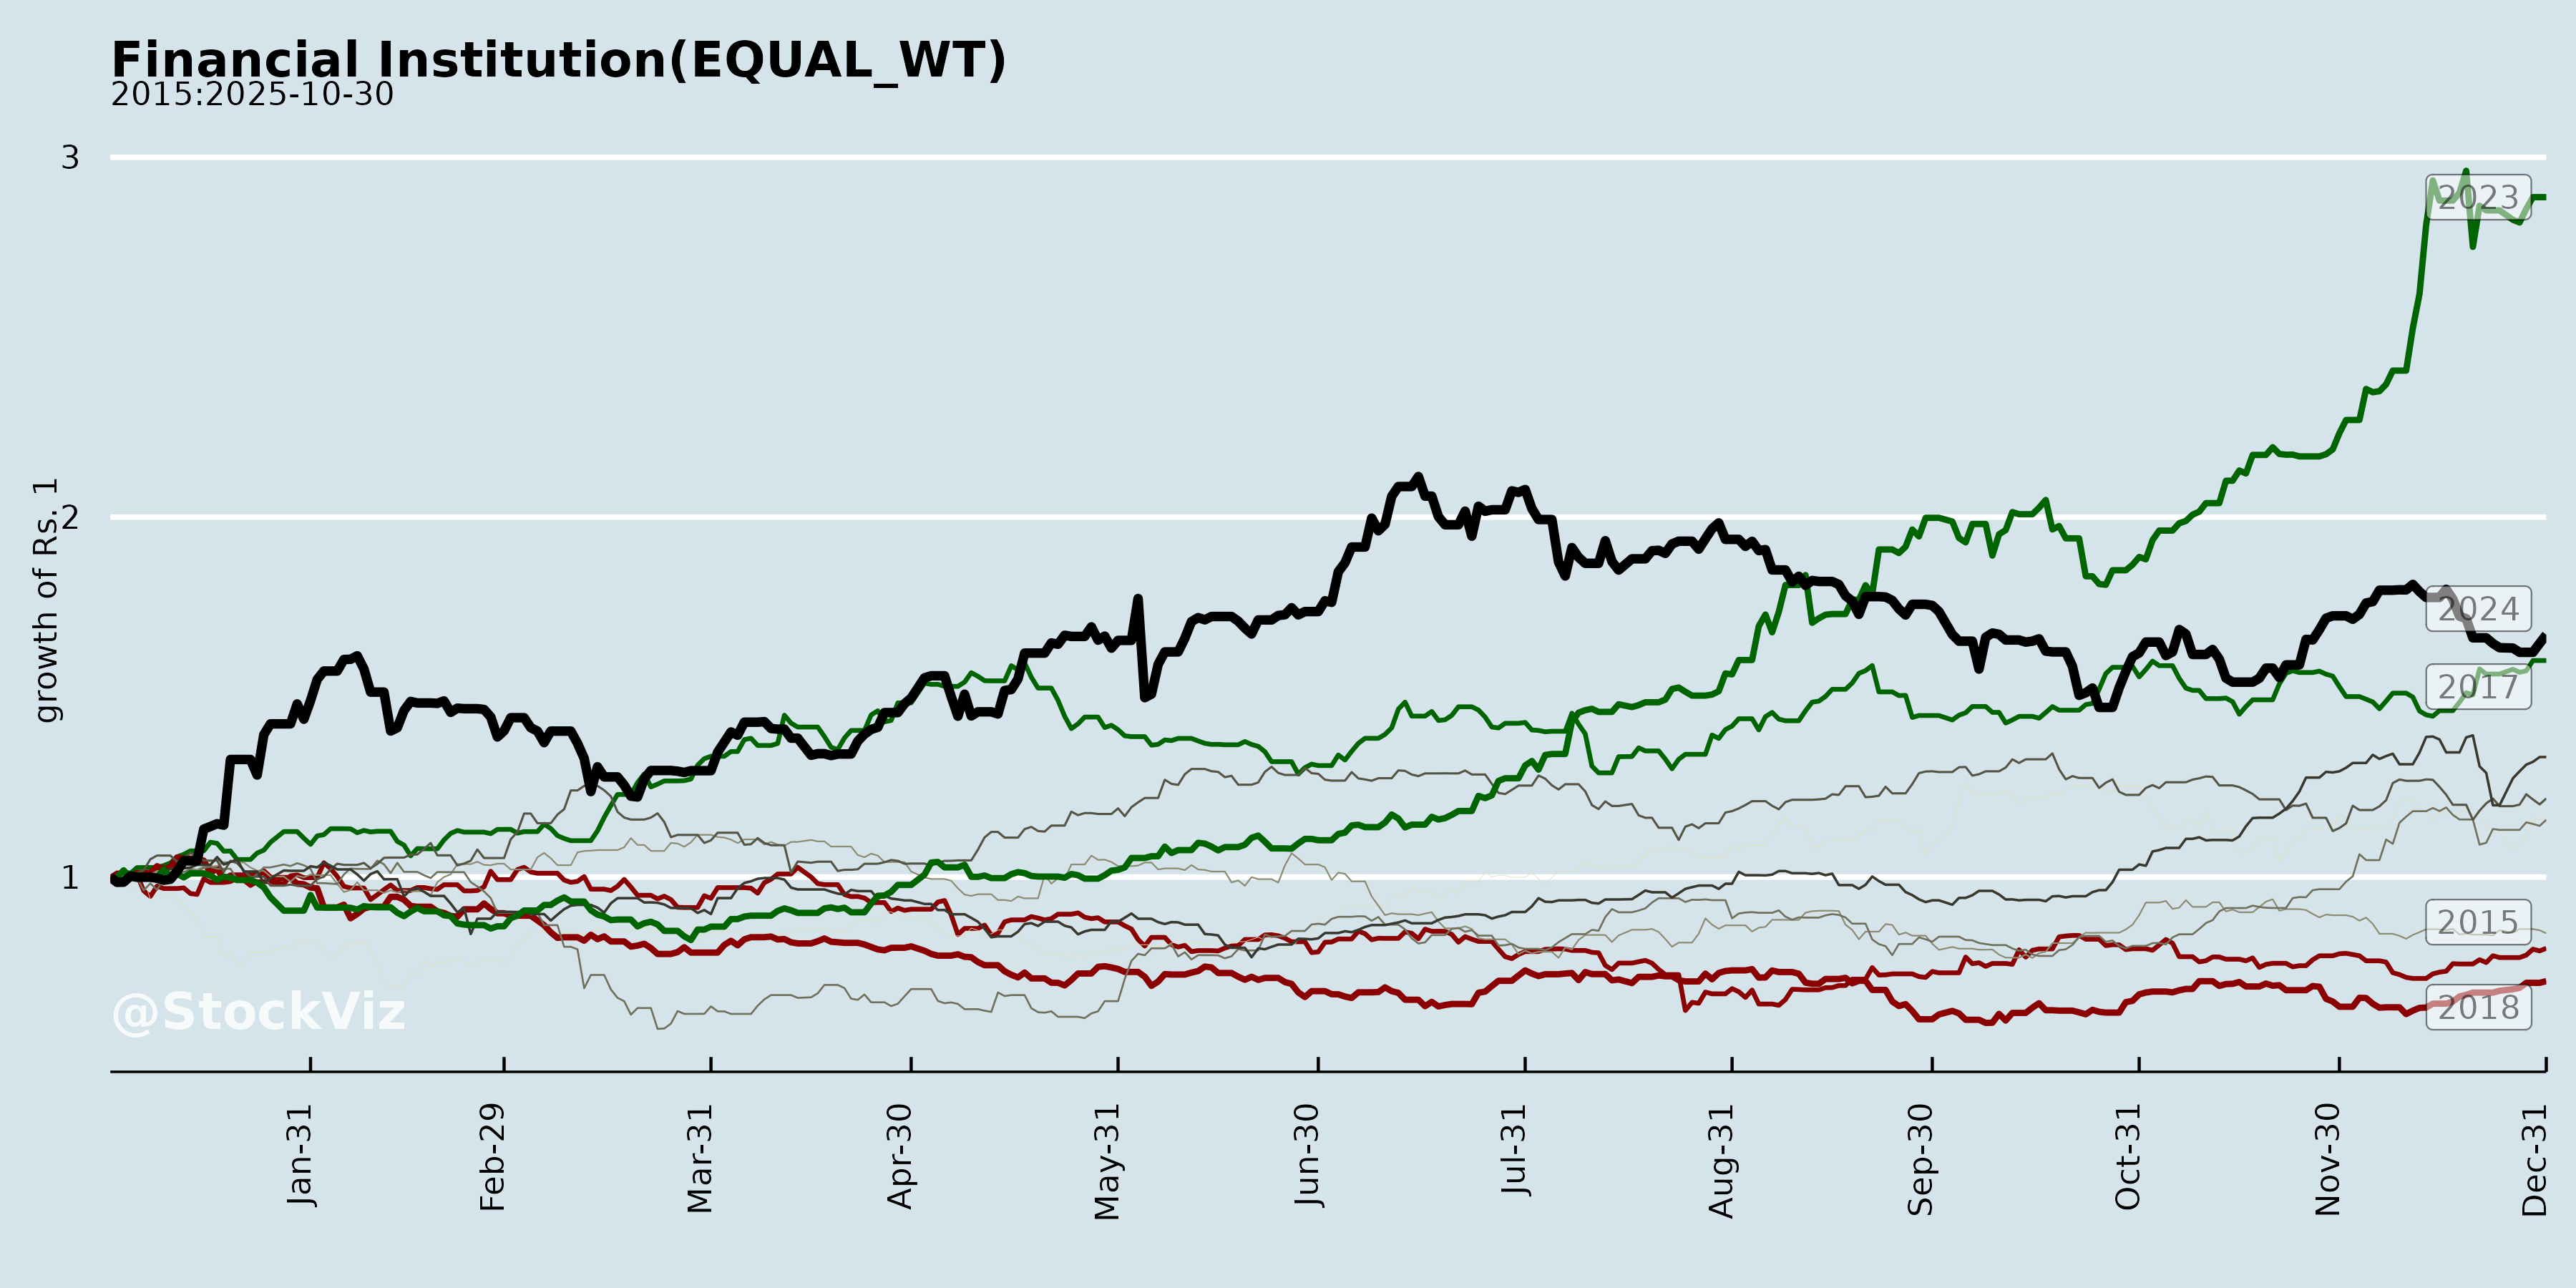 Financial Institution(EQUAL_WT)
2015:2025-10-30
growth of Rs. 1
3
2
1
2023
2024
2017
2015
2018
@StockViz
Jan-31
Feb-29
Mar-31
Apr-30
May-31
Jun-30
Jul-31
Aug-31
Sep-30
Oct-31
Nov-30
Dec-31